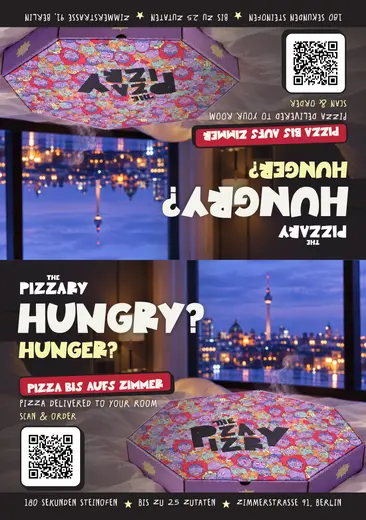 180 SEKUNDEN STEINOFEN ★ BIS ZU 25 ZUTATEN ★ ZIMMERSTRASSE 91, BERLIN
THE
PIZZARY
SCAN & ORDER
PIZZA DELIVERED TO YOUR ROOM
PIZZA BIS AUFS ZIMMER
HUNGER?
HUNGRY?
THE
PIZZARY
THE
PIZZARY
HUNGRY?
HUNGER?
PIZZA BIS AUFS ZIMMER
PIZZA DELIVERED TO YOUR ROOM
SCAN & ORDER
THE
PIZZARY
180 SEKUNDEN STEINOFEN ★ BIS ZU 25 ZUTATEN ★ ZIMMERSTRASSE 91, BERLIN